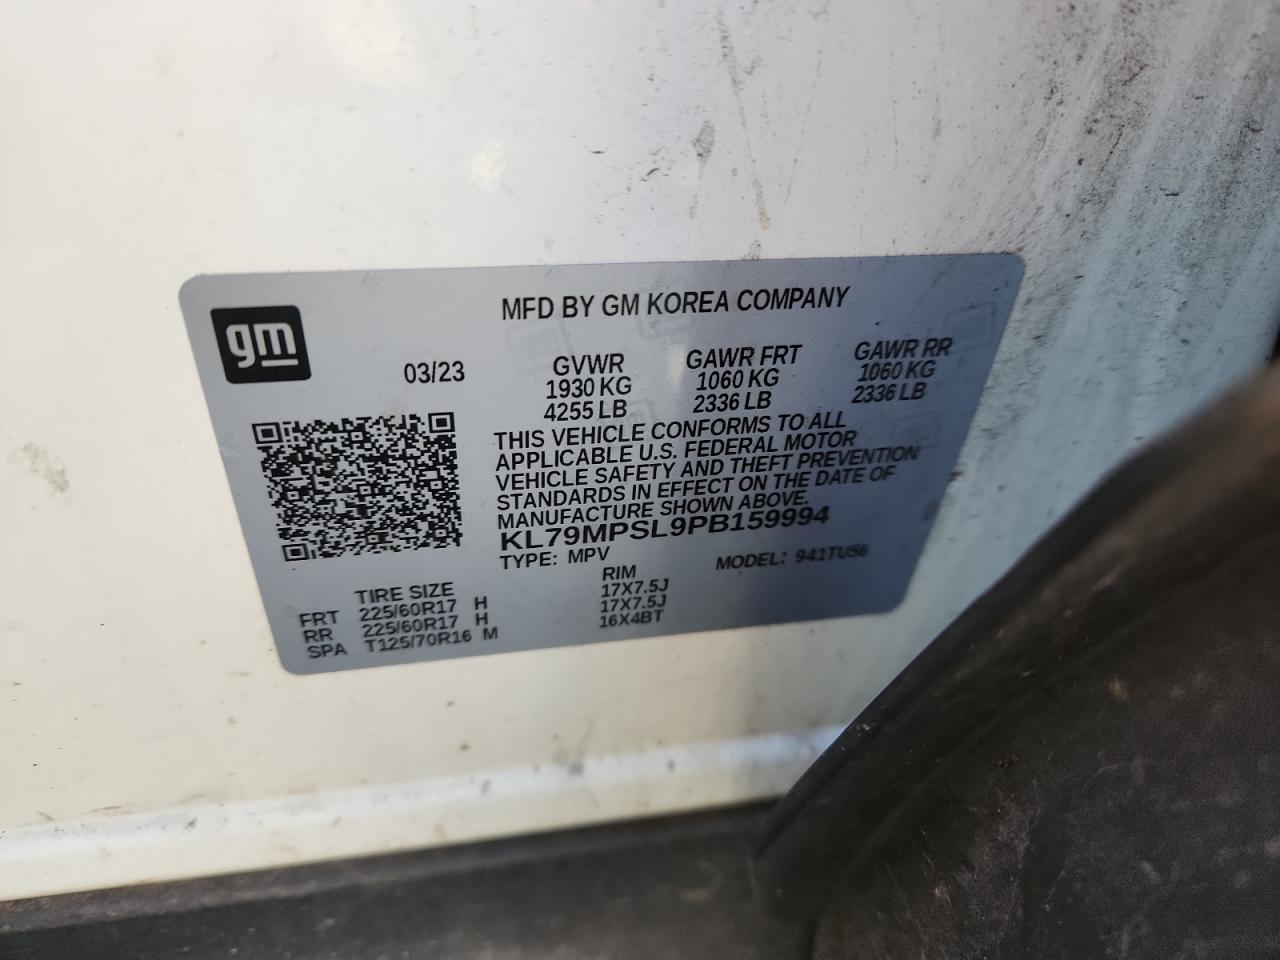 gm
MFD BY GM KOREA COMPANY
03/23
GVWR GAWR FRT GAWR RR
1930 KG 1060 KG 1060 KG
4255 LB 2336 LB 2336 LB
THIS VEHICLE CONFORMS TO ALL
APPLICABLE U.S. FEDERAL MOTOR
VEHICLE SAFETY AND THEFT PREVENTION
STANDARDS IN EFFECT ON THE DATE OF
MANUFACTURE SHOWN ABOVE.
KL79MPSL9PB159994
TYPE: MPV MODEL: 941TU56
TIRE SIZE RIM
FRT 225/60R17 H 17X7.5J
RR 225/60R17 H 17X7.5J
SPA T125/70R16 M 16X4BT